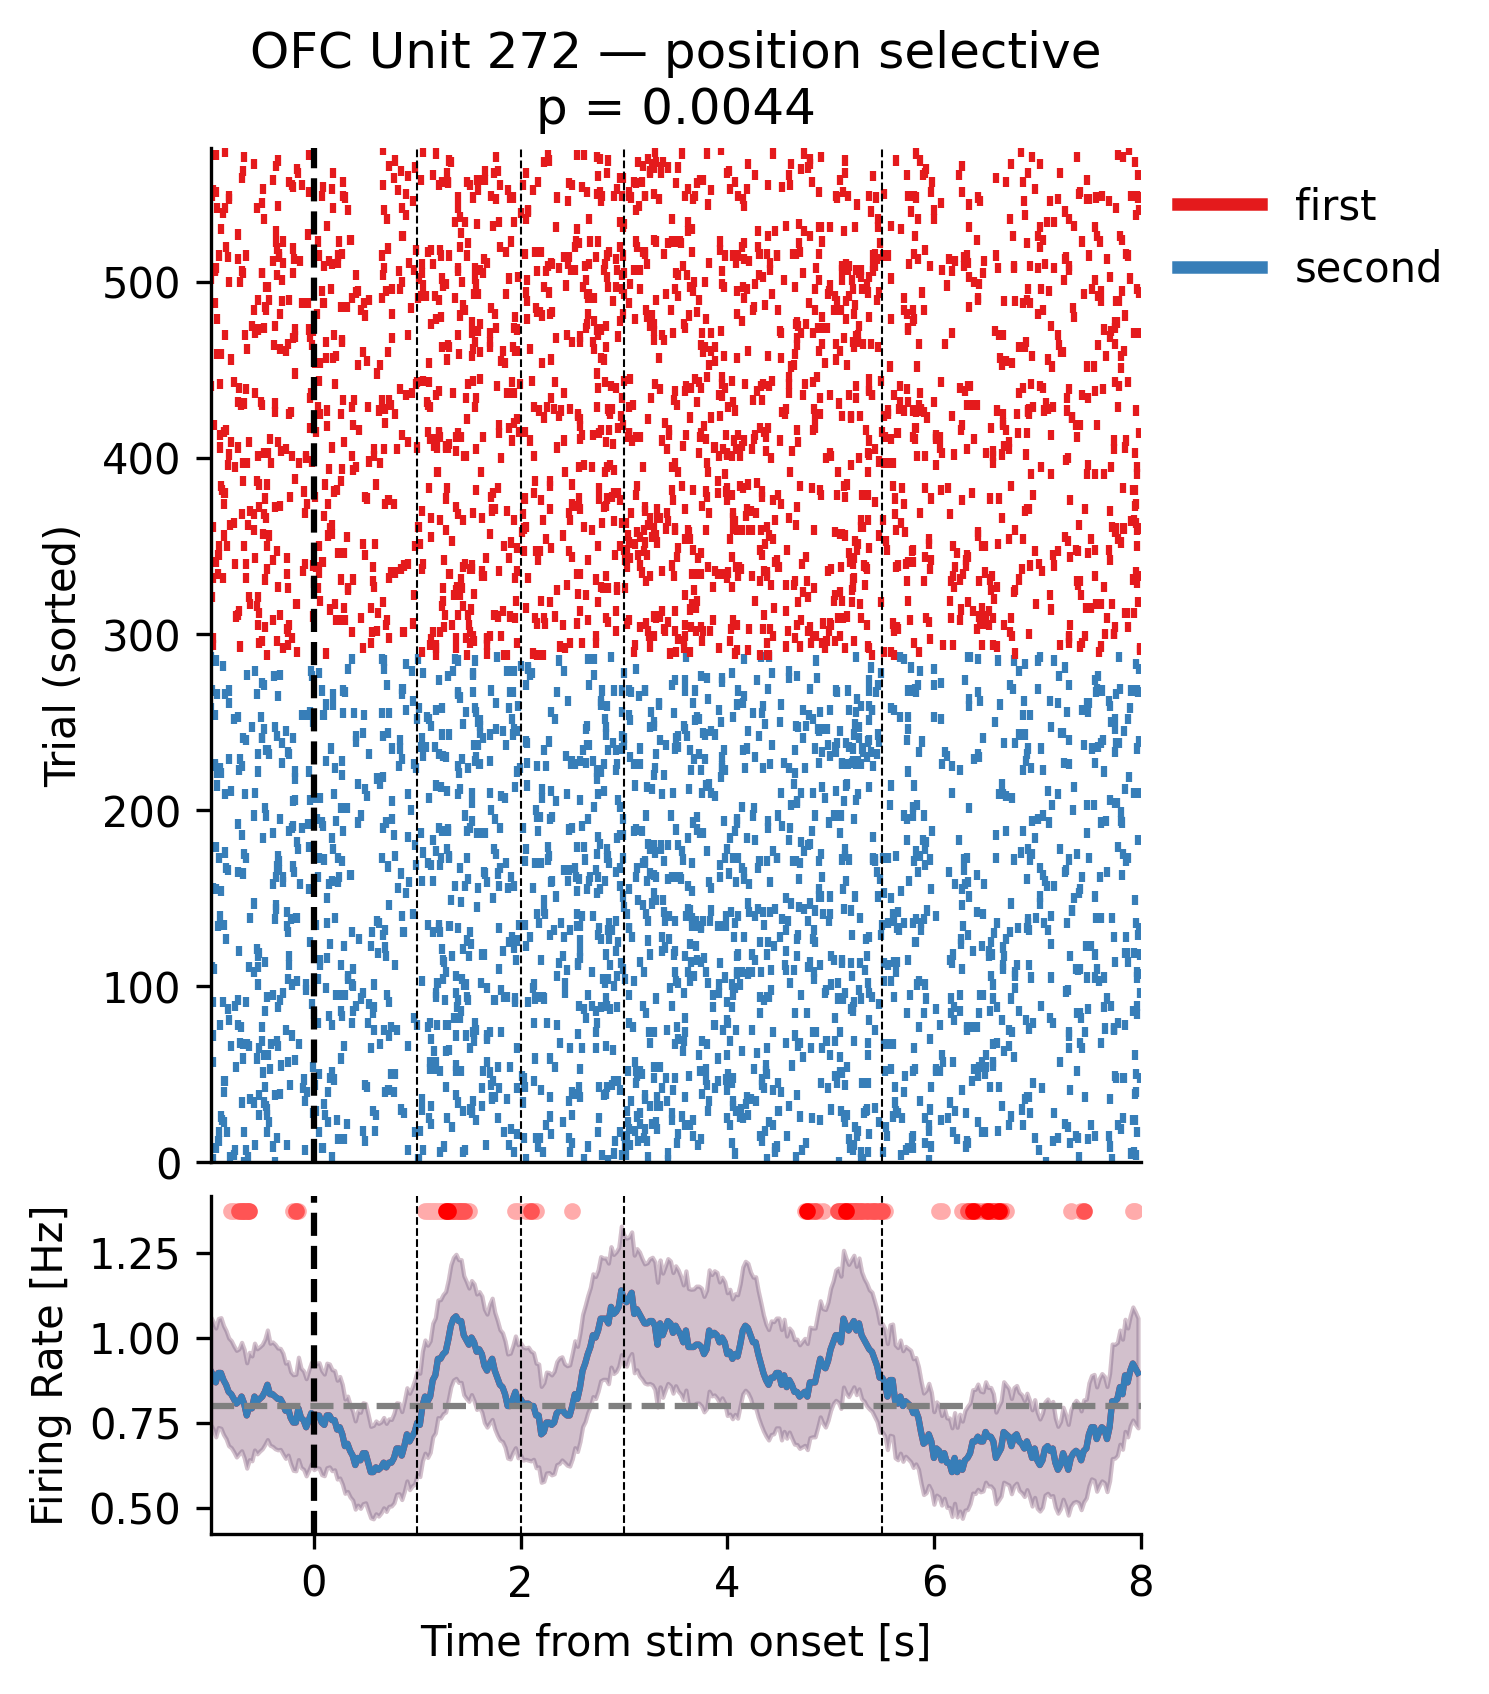 OFC Unit 272 — position selective
p = 0.0044
first
second
Trial (sorted)
500
400
300
200
100
0
Firing Rate [Hz]
1.25
1.00
0.75
0.50
0 2 4 6 8
Time from stim onset [s]